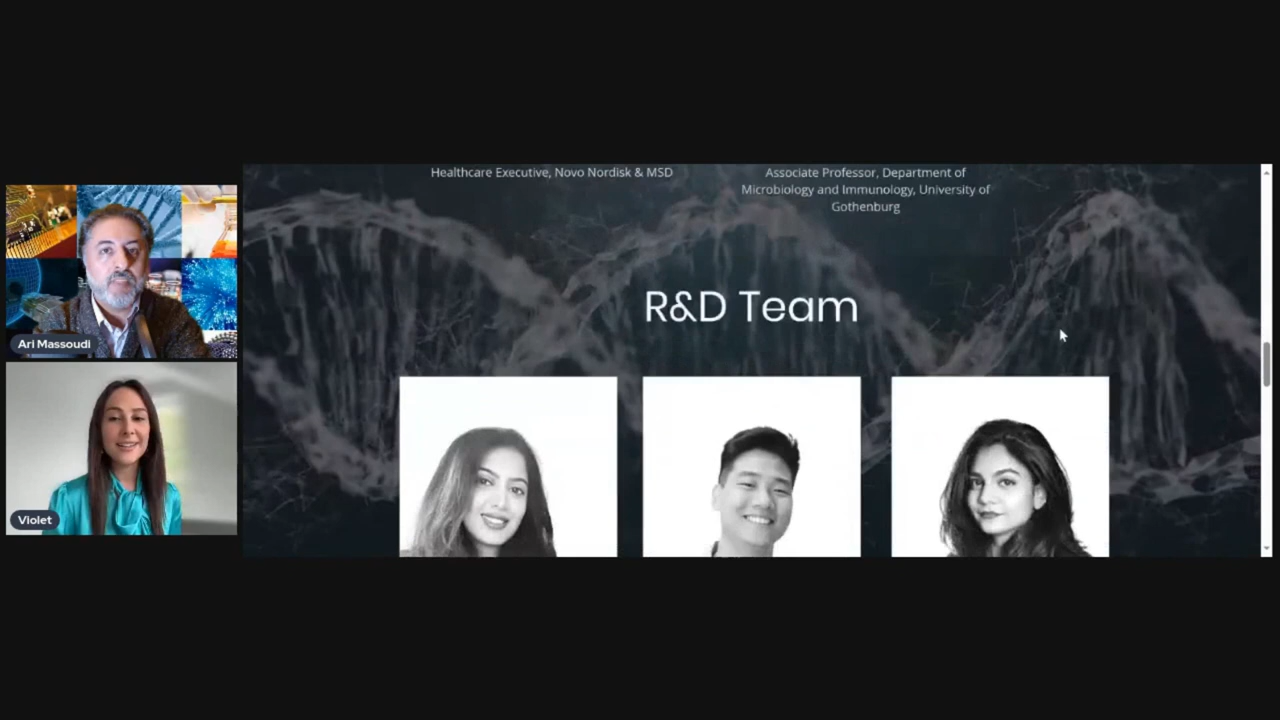 Ari Massoudi
Violet
Healthcare Executive, Novo Nordisk & MSD
Associate Professor, Department of
Microbiology and Immunology, University of
Gothenburg
R&D Team